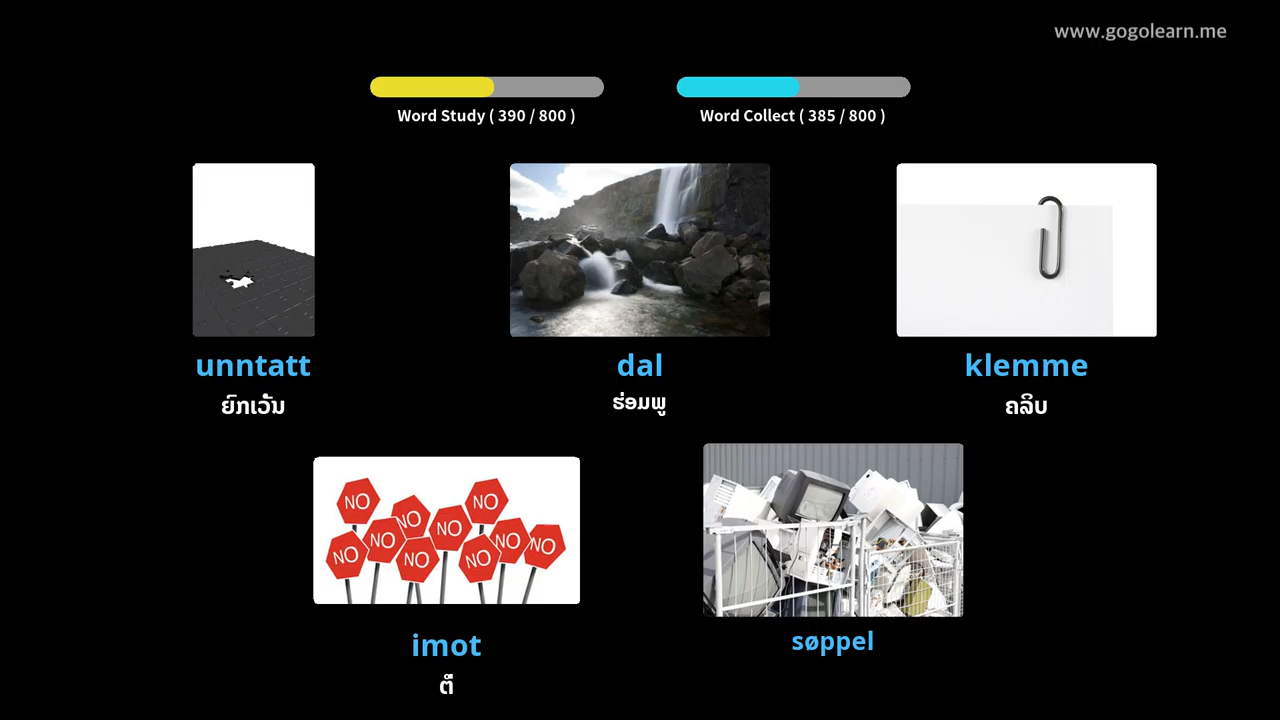 www.gogolearn.me
Word Study ( 390 / 800 )
Word Collect ( 385 / 800 )
unntatt
ຍົກເວັ້ນ
dal
ຮ່ອມພູ
klemme
ຄລິບ
NO
NO
NO
NO
NO
NO
NO
NO
NO
NO
imot
ຕໍ່
søppel